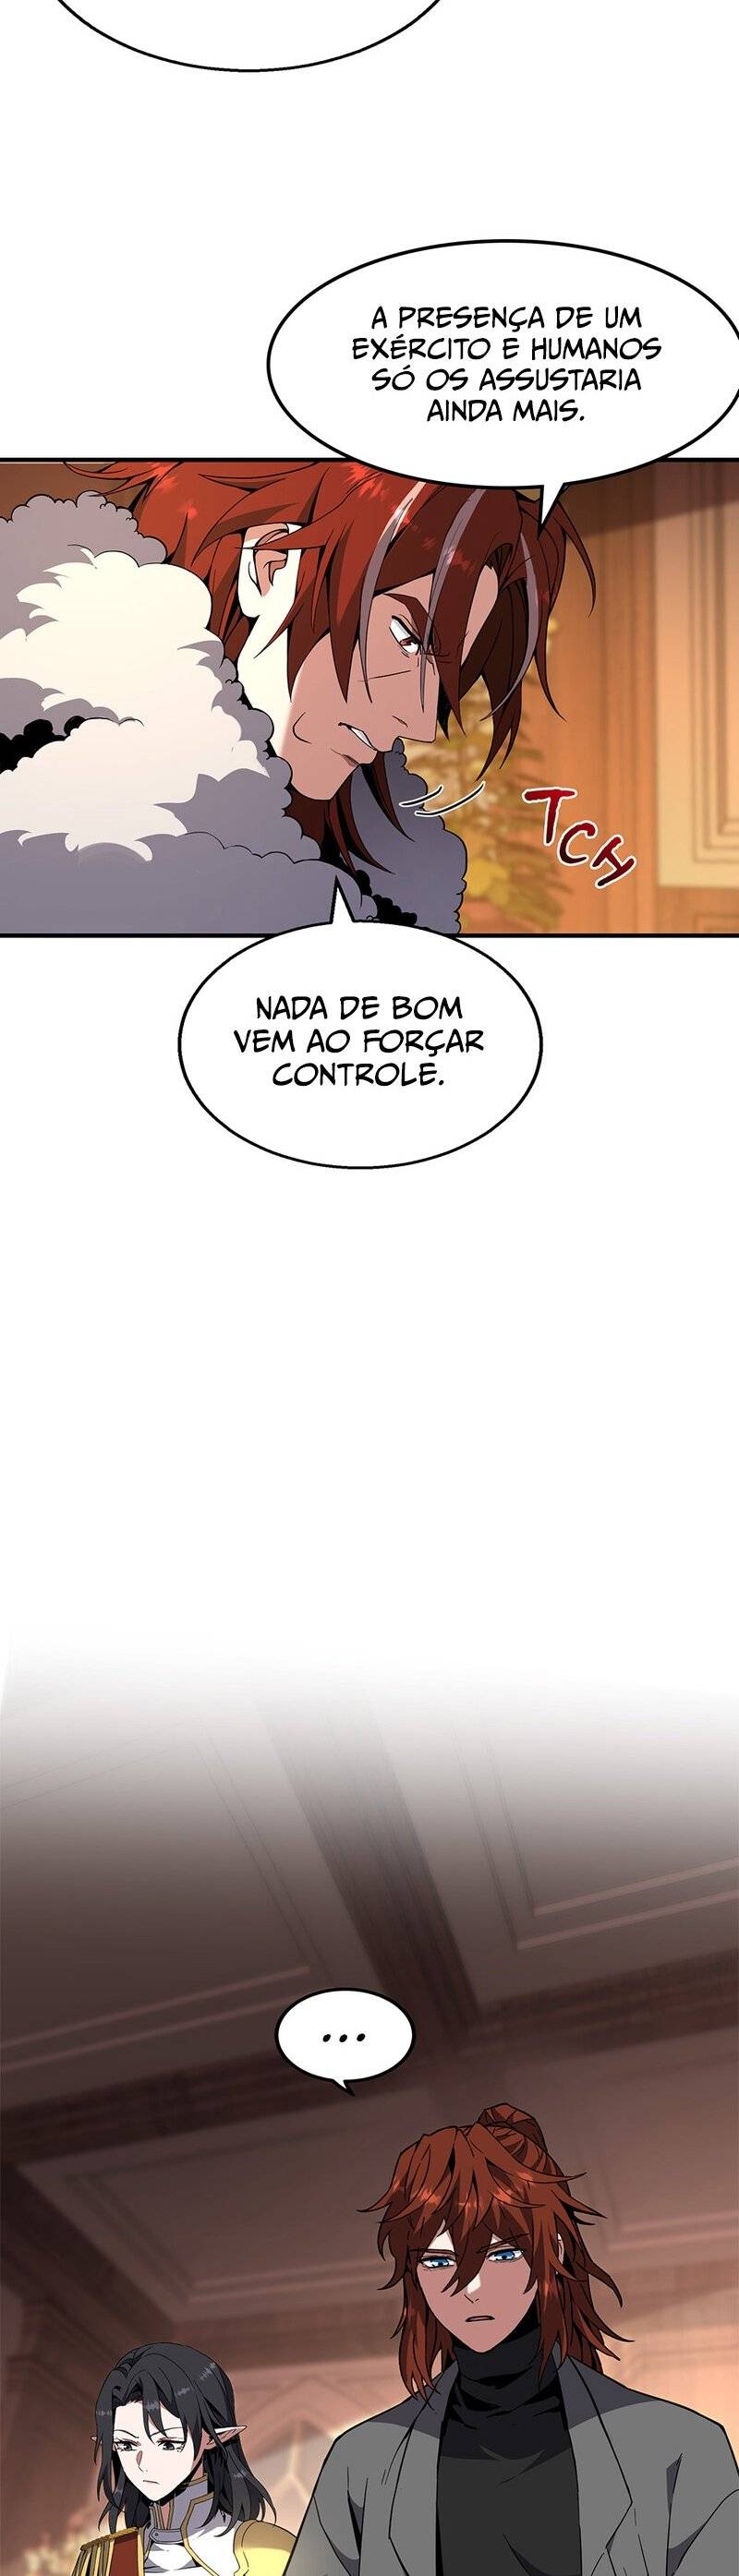 A PRESENÇA DE UM
EXÉRCITO E HUMANOS
SÓ OS ASSUSTARIA
AINDA MAIS.
TCH
NADA DE BOM
VEM AO FORÇAR
CONTROLE.
...